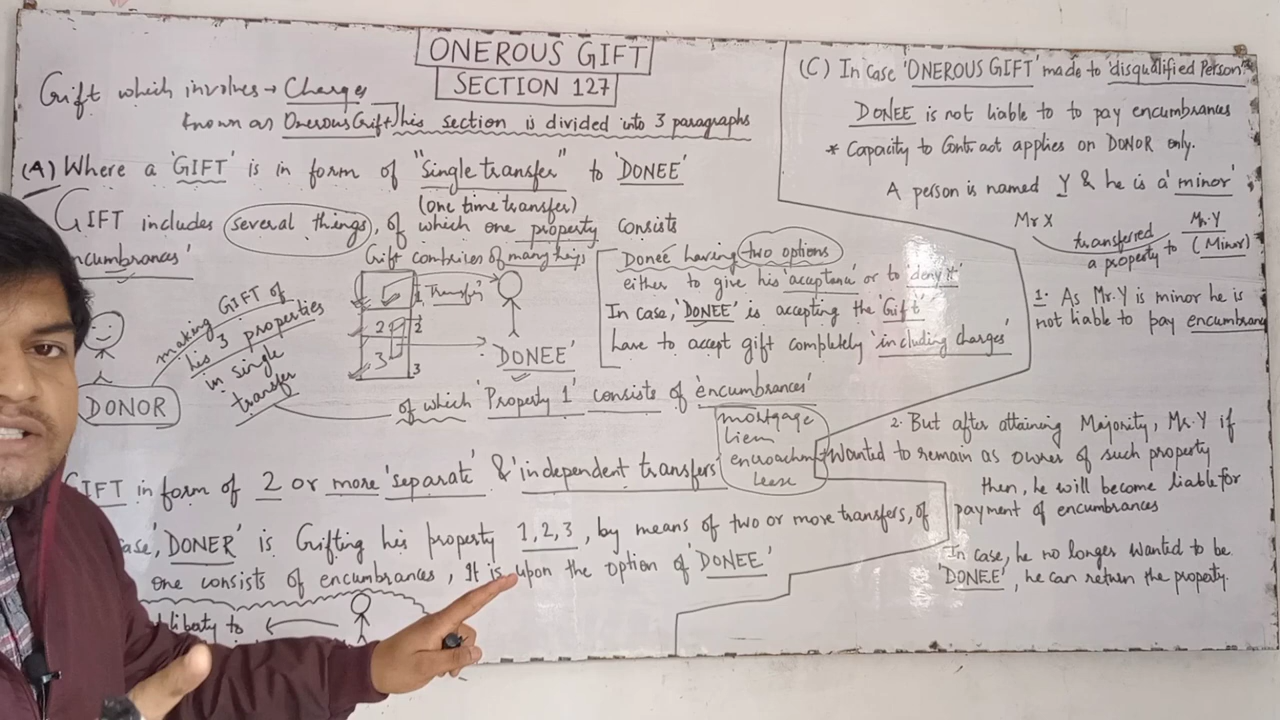 ONEROUS GIFT
SECTION 127
Gift which involves → Charges
known as Onerous Gift This section is divided into 3 paragraphs
(A) Where a 'GIFT' is in form of "Single transfer" to 'DONEE'
(One time transfer)
GIFT includes several things, of which one property consists
ncumbrances'
Gift comprises of many keys
making GIFT of
his 3 properties
in single
transfer
DONOR
1 Transfer
2 2
3 3
'DONEE'
of which 'Property 1' consists of 'encumbrances'
mortgage
lien
encroachment
lease
Donee having two options
either to give his 'acceptance' or to 'deny it'
In case, 'DONEE' is accepting the 'Gift'
have to accept gift completely 'including charges'
GIFT in form of 2 or more 'separate' & 'independent transfers'
ase, 'DONER' is Gifting his property 1,2,3, by means of two or more transfers, of
one consists of encumbrances, It is upon the option of 'DONEE'
liberty to
(C) In Case 'ONEROUS GIFT' made to 'disqualified Person'
DONEE is not liable to to pay encumbrances
* Capacity to Contract applies on DONOR only.
A person is named Y & he is a 'minor'
Mr X transferred a property to Mr.Y (Minor)
1. As Mr.Y is minor he is
not liable to pay encumbran
2. But after attaining Majority, Mr.Y if
Wanted to remain as owner of such property
then, he will become liable for
payment of encumbrances
In case, he no longer wanted to be
'DONEE', he can return the property.